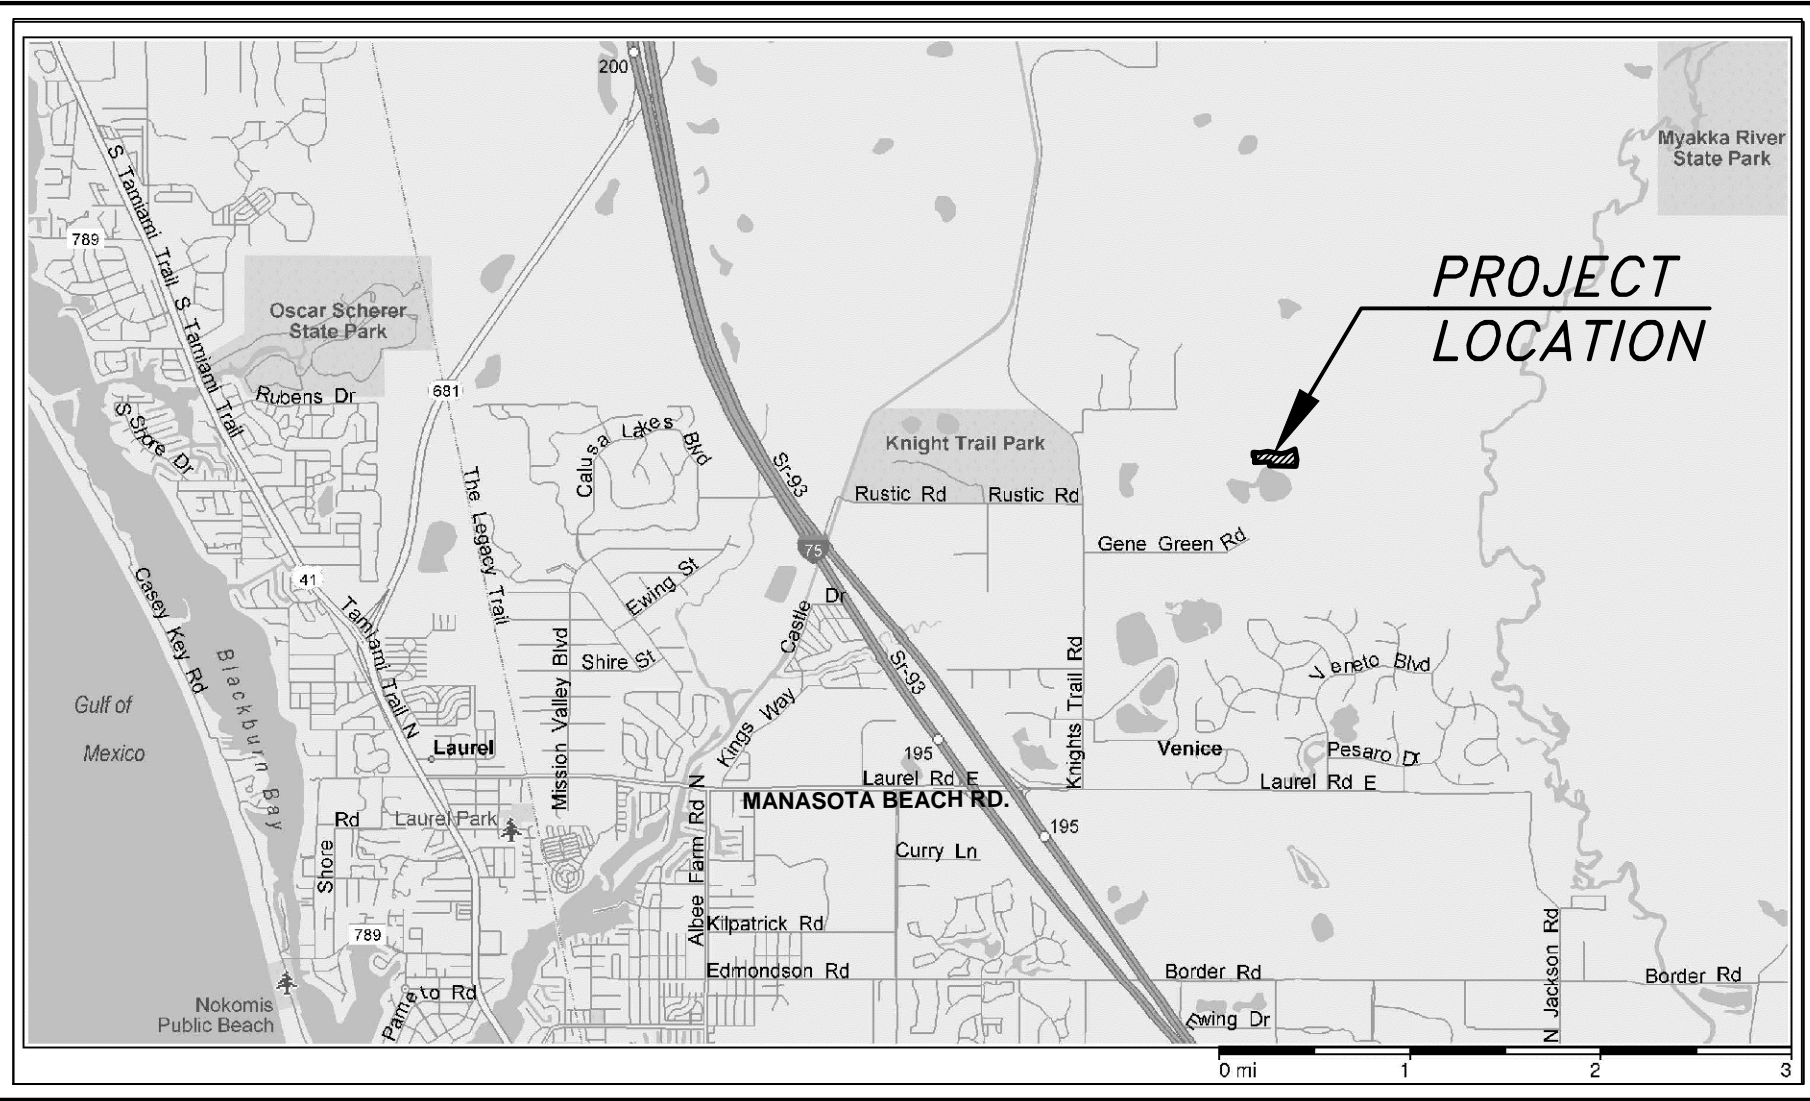 200
Myakka River
State Park
S Tamiami Trail
S Tamiami Trail
789
PROJECT
LOCATION
Oscar Scherer
State Park
681
Rubens Dr
S Shore Dr
Calusa Lakes Blvd
Knight Trail Park
Sr-93
The Legacy Trail
Rustic Rd
Rustic Rd
75
Gene Green Rd
41
Casey Key Rd
Tamiami Trail N
Ewing St
Castle Dr
Blackburn Bay
Mission Valley Blvd
Shire St
Sr-93
Knights Trail Rd
Veneto Blvd
Gulf of
Mexico
Kings Way
Laurel
195
Venice
Pesaro Dr
Laurel Rd E
Laurel Rd E
MANASOTA BEACH RD.
Shore Rd
Laurel Park
195
Albee Farm Rd N
Curry Ln
789
Kilpatrick Rd
N Jackson Rd
Edmondson Rd
Border Rd
Border Rd
Pame to Rd
Nokomis
Public Beach
Ewing Dr
0 mi 1 2 3